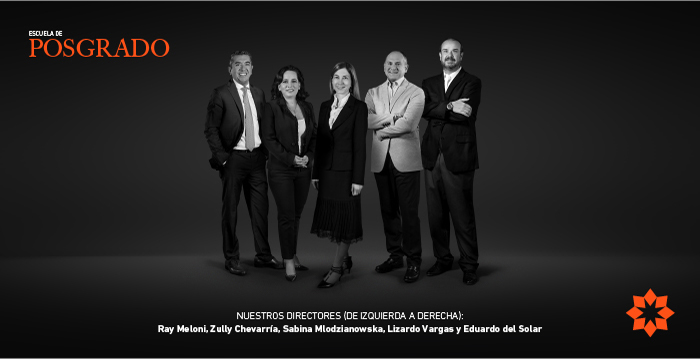 ESCUELA DE
POSGRADO
NUESTROS DIRECTORES (DE IZQUIERDA A DERECHA):
Ray Meloni, Zully Chevarría, Sabina Mlodzianowska, Lizardo Vargas y Eduardo del Solar